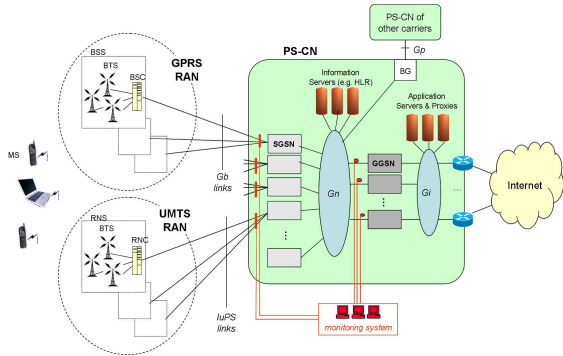 PS-CN of
other carriers
Gp
BSS
GPRS
RAN
BTS
BSC
PS-CN
BG
Information
Servers (e.g. HLR)
Application
Servers & Proxies
MS
SGSN
GGSN
Gb
links
Gn
Gi
...
Internet
RNS
UMTS
RAN
BTS
RNC
...
...
IuPS
links
monitoring system